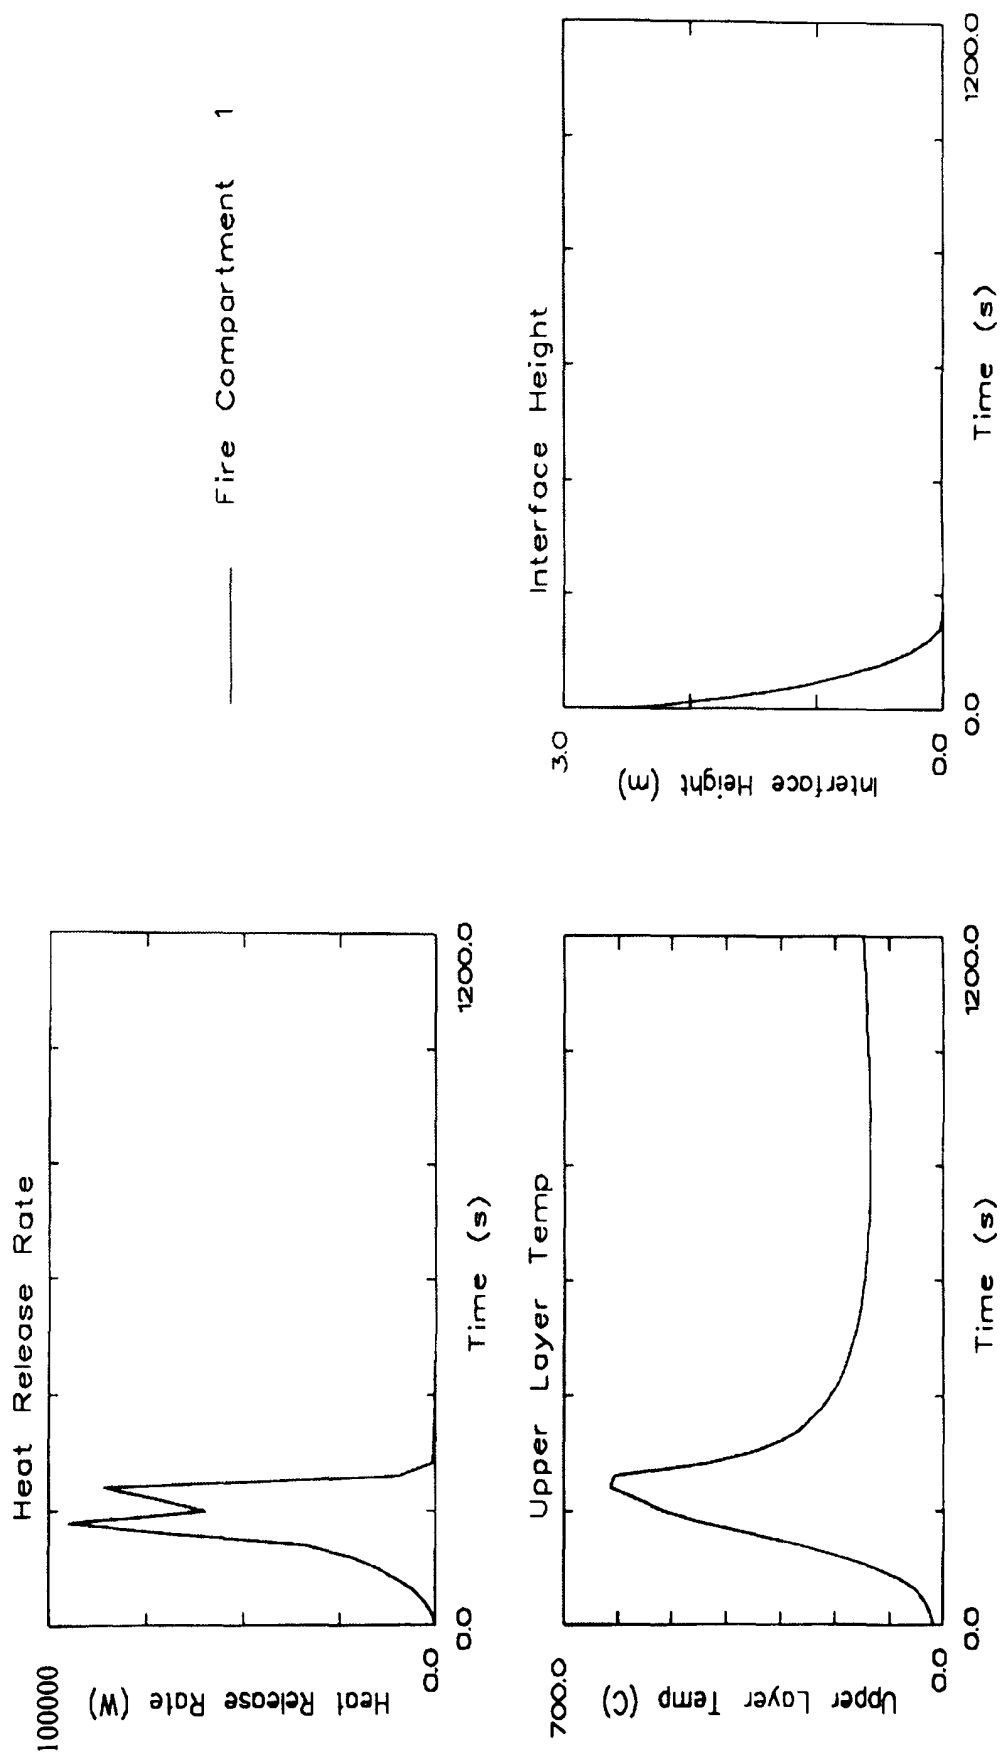 Heat Release Rate
100000
Heat Release Rate (W)
0.0
0.0
1200.0
Time (s)
Fire Compartment 1
Upper Layer Temp
700.0
Upper Layer Temp (C)
0.0
0.0
1200.0
Time (s)
Interface Height
3.0
Interface Height (m)
0.0
0.0
1200.0
Time (s)